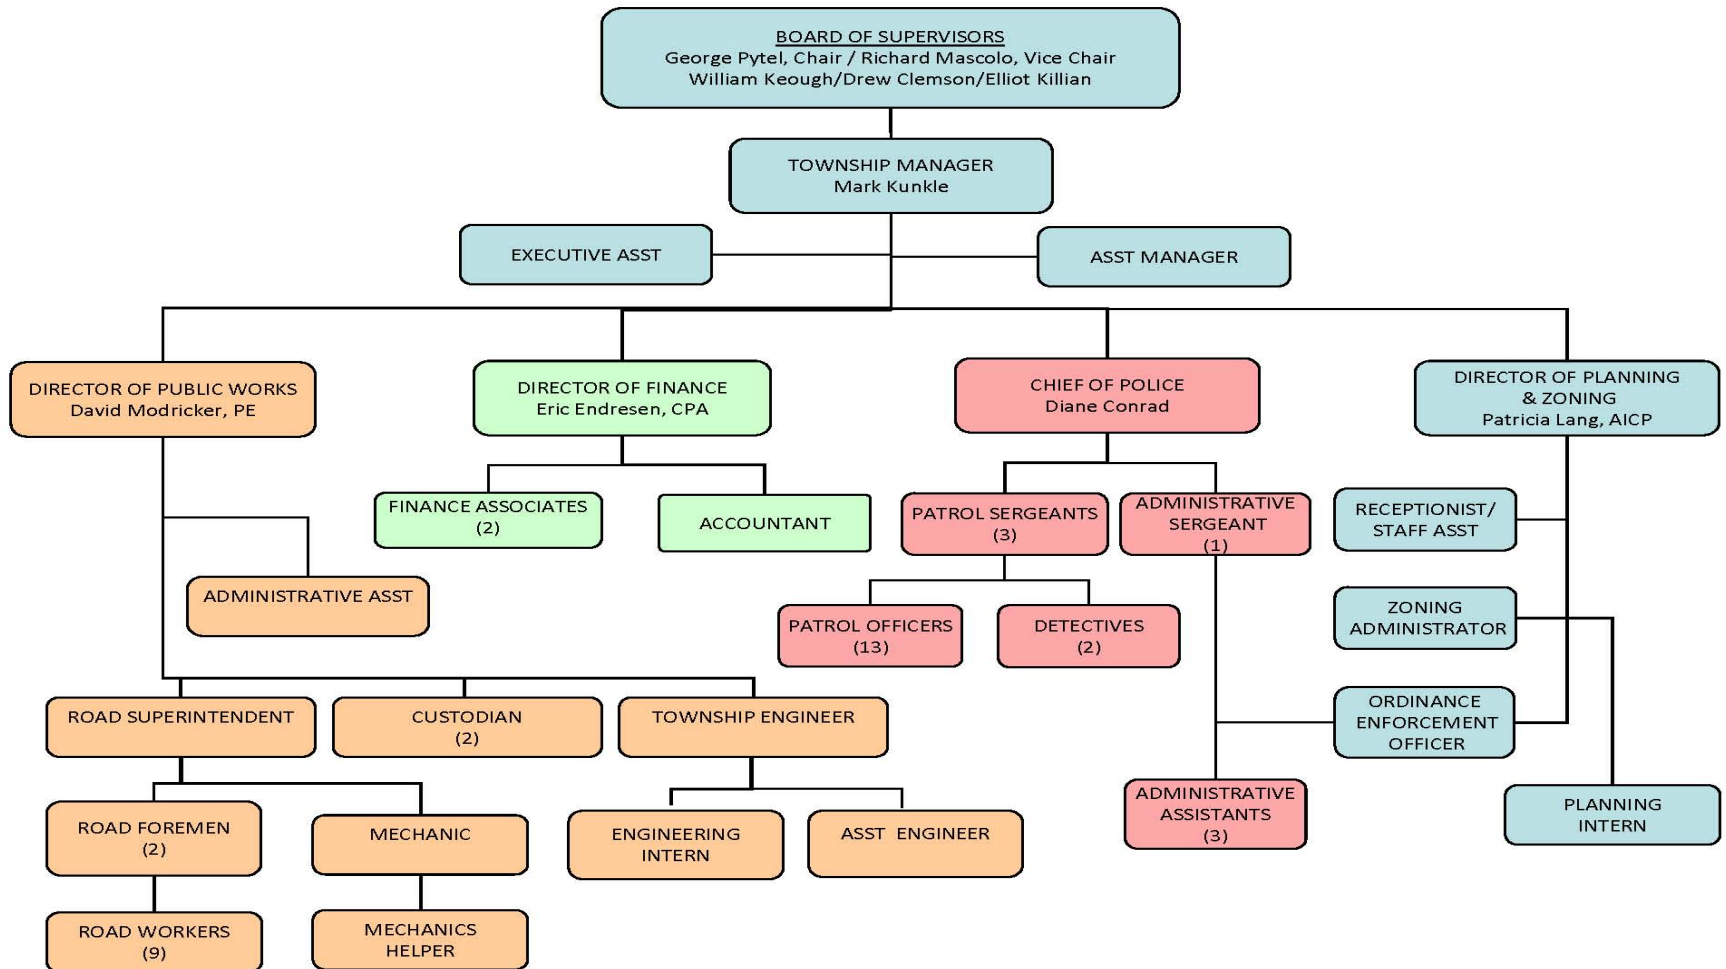 BOARD OF SUPERVISORS
George Pytel, Chair / Richard Mascolo, Vice Chair
William Keough/Drew Clemson/Elliot Killian
TOWNSHIP MANAGER
Mark Kunkle
EXECUTIVE ASST
ASST MANAGER
DIRECTOR OF PUBLIC WORKS
David Modricker, PE
DIRECTOR OF FINANCE
Eric Endresen, CPA
CHIEF OF POLICE
Diane Conrad
DIRECTOR OF PLANNING
& ZONING
Patricia Lang, AICP
FINANCE ASSOCIATES
(2)
ACCOUNTANT
PATROL SERGEANTS
(3)
ADMINISTRATIVE
SERGEANT
(1)
RECEPTIONIST/
STAFF ASST
ADMINISTRATIVE ASST
PATROL OFFICERS
(13)
DETECTIVES
(2)
ZONING
ADMINISTRATOR
ROAD SUPERINTENDENT
CUSTODIAN
(2)
TOWNSHIP ENGINEER
ORDINANCE
ENFORCEMENT
OFFICER
ROAD FOREMEN
(2)
MECHANIC
ENGINEERING
INTERN
ASST  ENGINEER
ADMINISTRATIVE
ASSISTANTS
(3)
PLANNING
INTERN
ROAD WORKERS
(9)
MECHANICS
HELPER